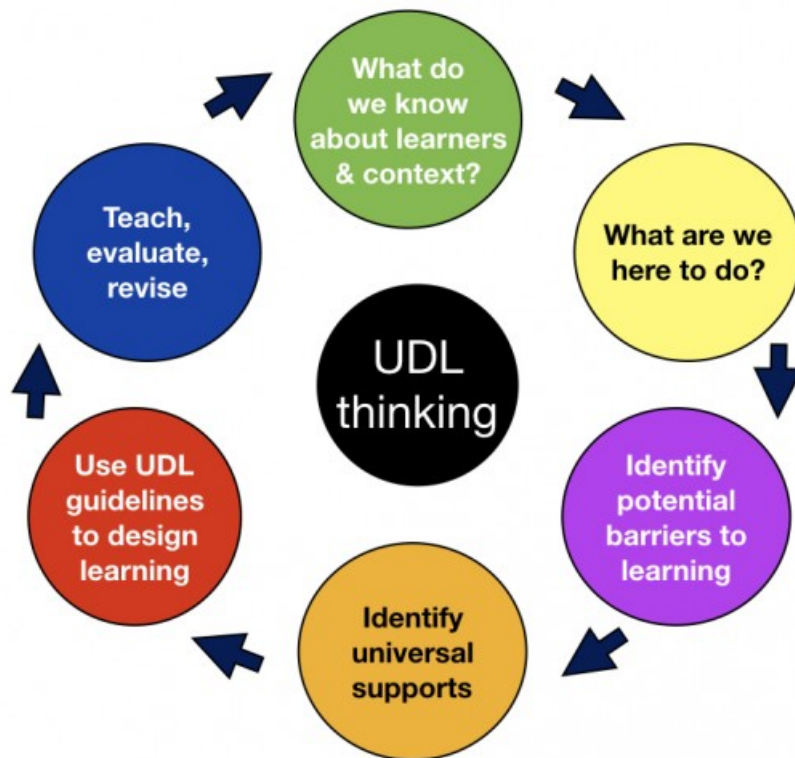 What do
we know
about learners
& context?
What are we
here to do?
Identify
potential
barriers to
learning
Identify
universal
supports
Use UDL
guidelines
to design
learning
Teach,
evaluate,
revise
UDL
thinking